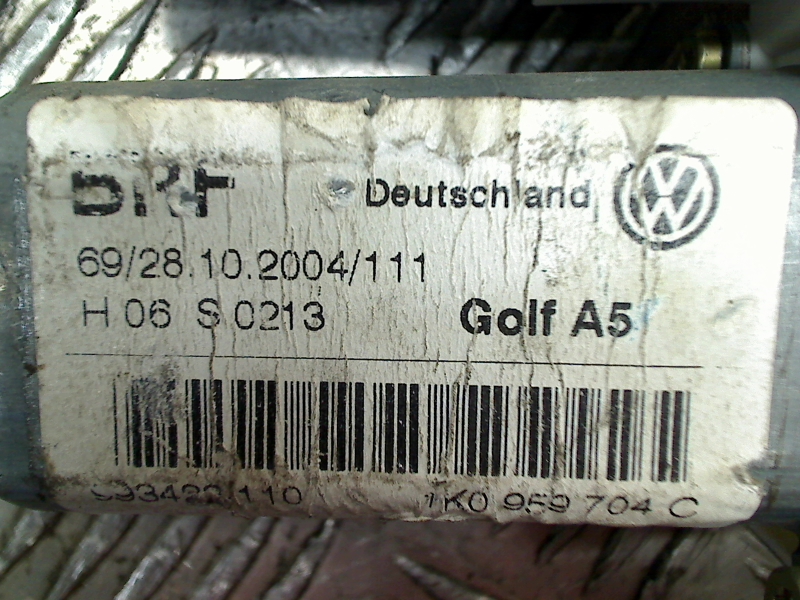 Deutschland
69/28.10.2004/111
H 06 S 0213 Golf A5
1K0 959 704 C